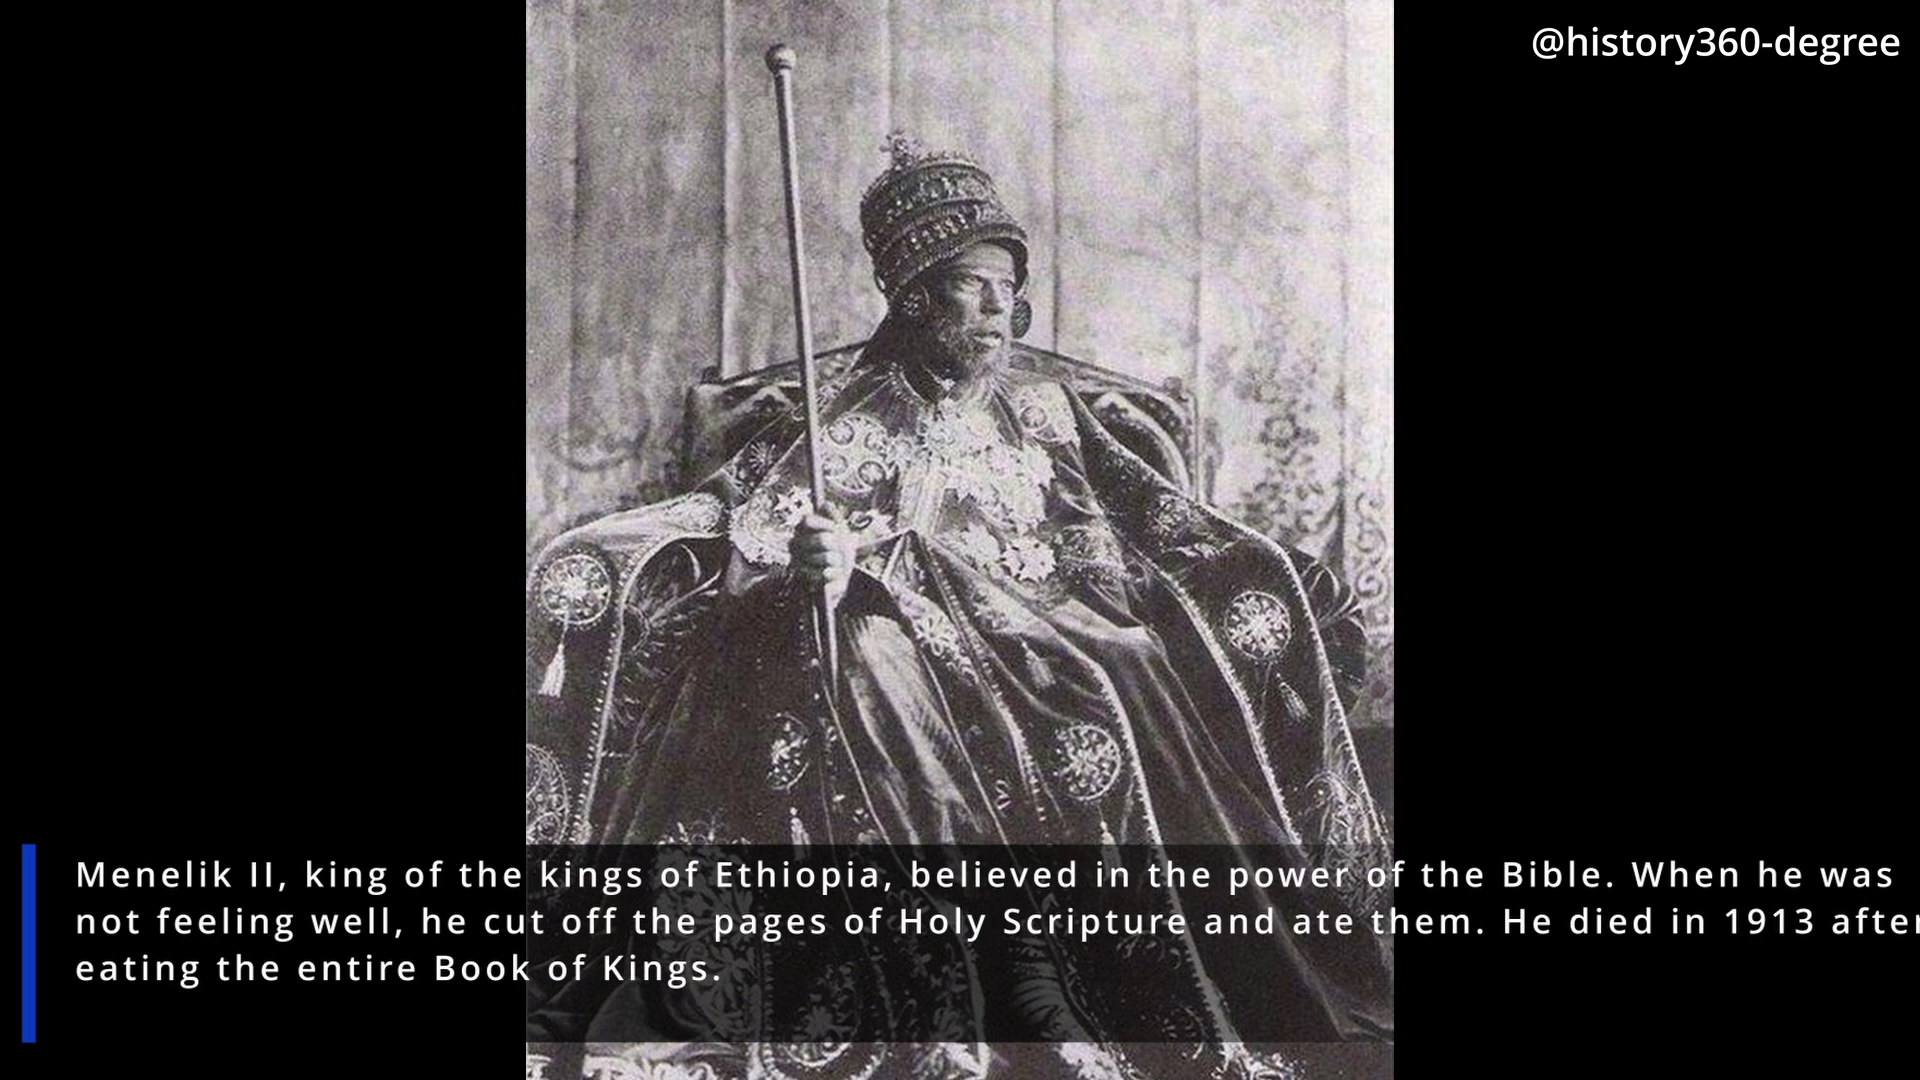 @history360-degree
Menelik II, king of the kings of Ethiopia, believed in the power of the Bible. When he was
not feeling well, he cut off the pages of Holy Scripture and ate them. He died in 1913 after
eating the entire Book of Kings.